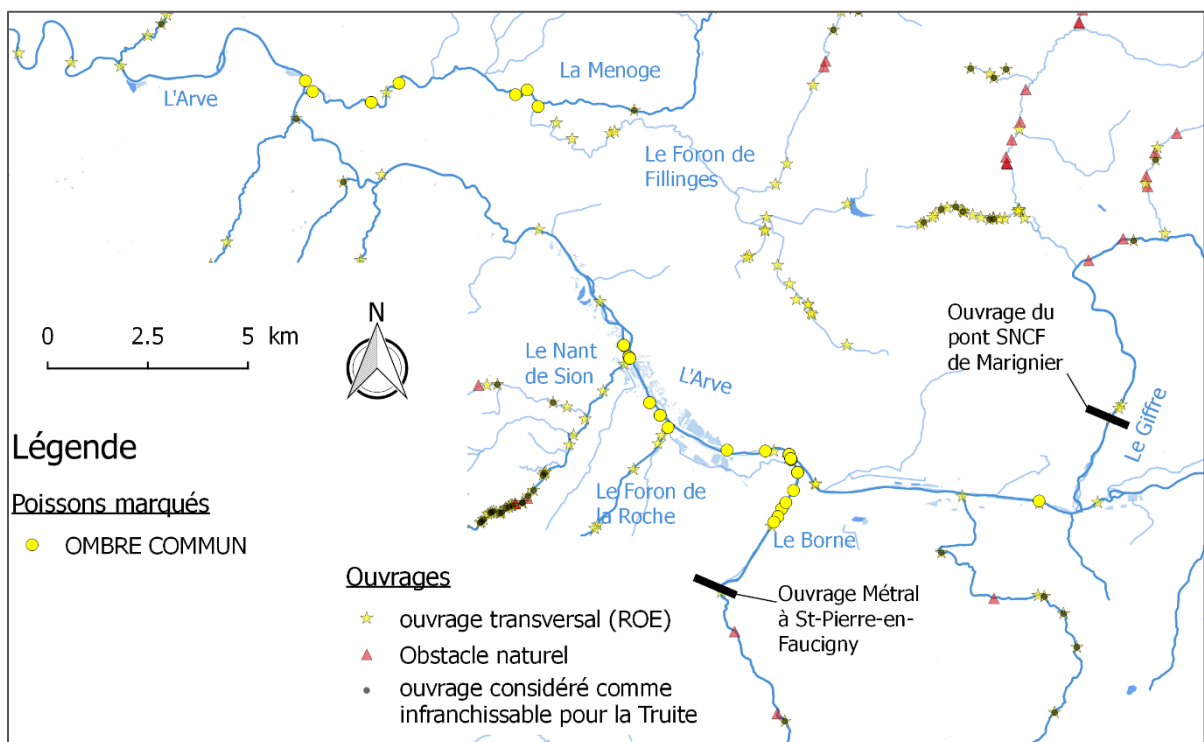 La Menoge
L'Arve
Le Foron de
Fillinges
N
0 2.5 5 km
Ouvrage du
pont SNCF
de Marignier
Le Nant
de Sion
L'Arve
Le Giffre
Légende
Poissons marqués
OMBRE COMMUN
Le Foron de
la Roche
Le Borne
Ouvrages
ouvrage transversal (ROE)
Obstacle naturel
ouvrage considéré comme
infranchissable pour la Truite
Ouvrage Métral
à St-Pierre-en-
Faucigny